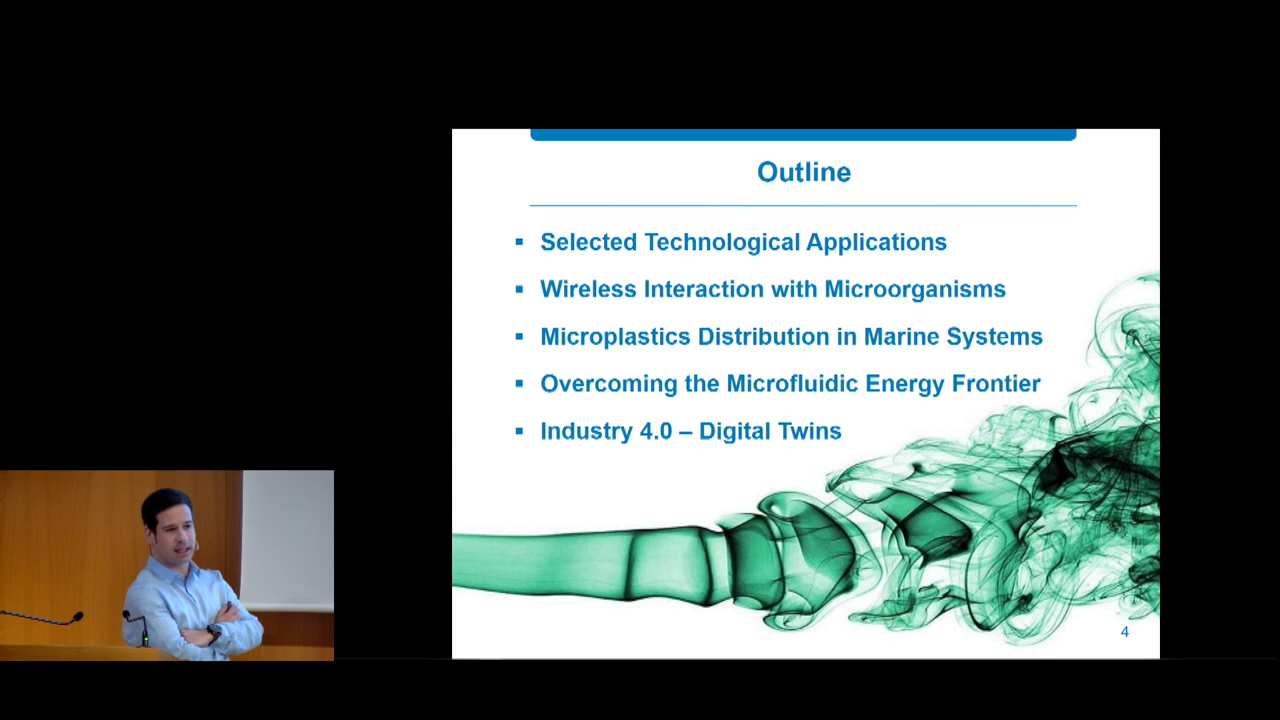 Outline
▪ Selected Technological Applications
▪ Wireless Interaction with Microorganisms
▪ Microplastics Distribution in Marine Systems
▪ Overcoming the Microfluidic Energy Frontier
▪ Industry 4.0 – Digital Twins
4